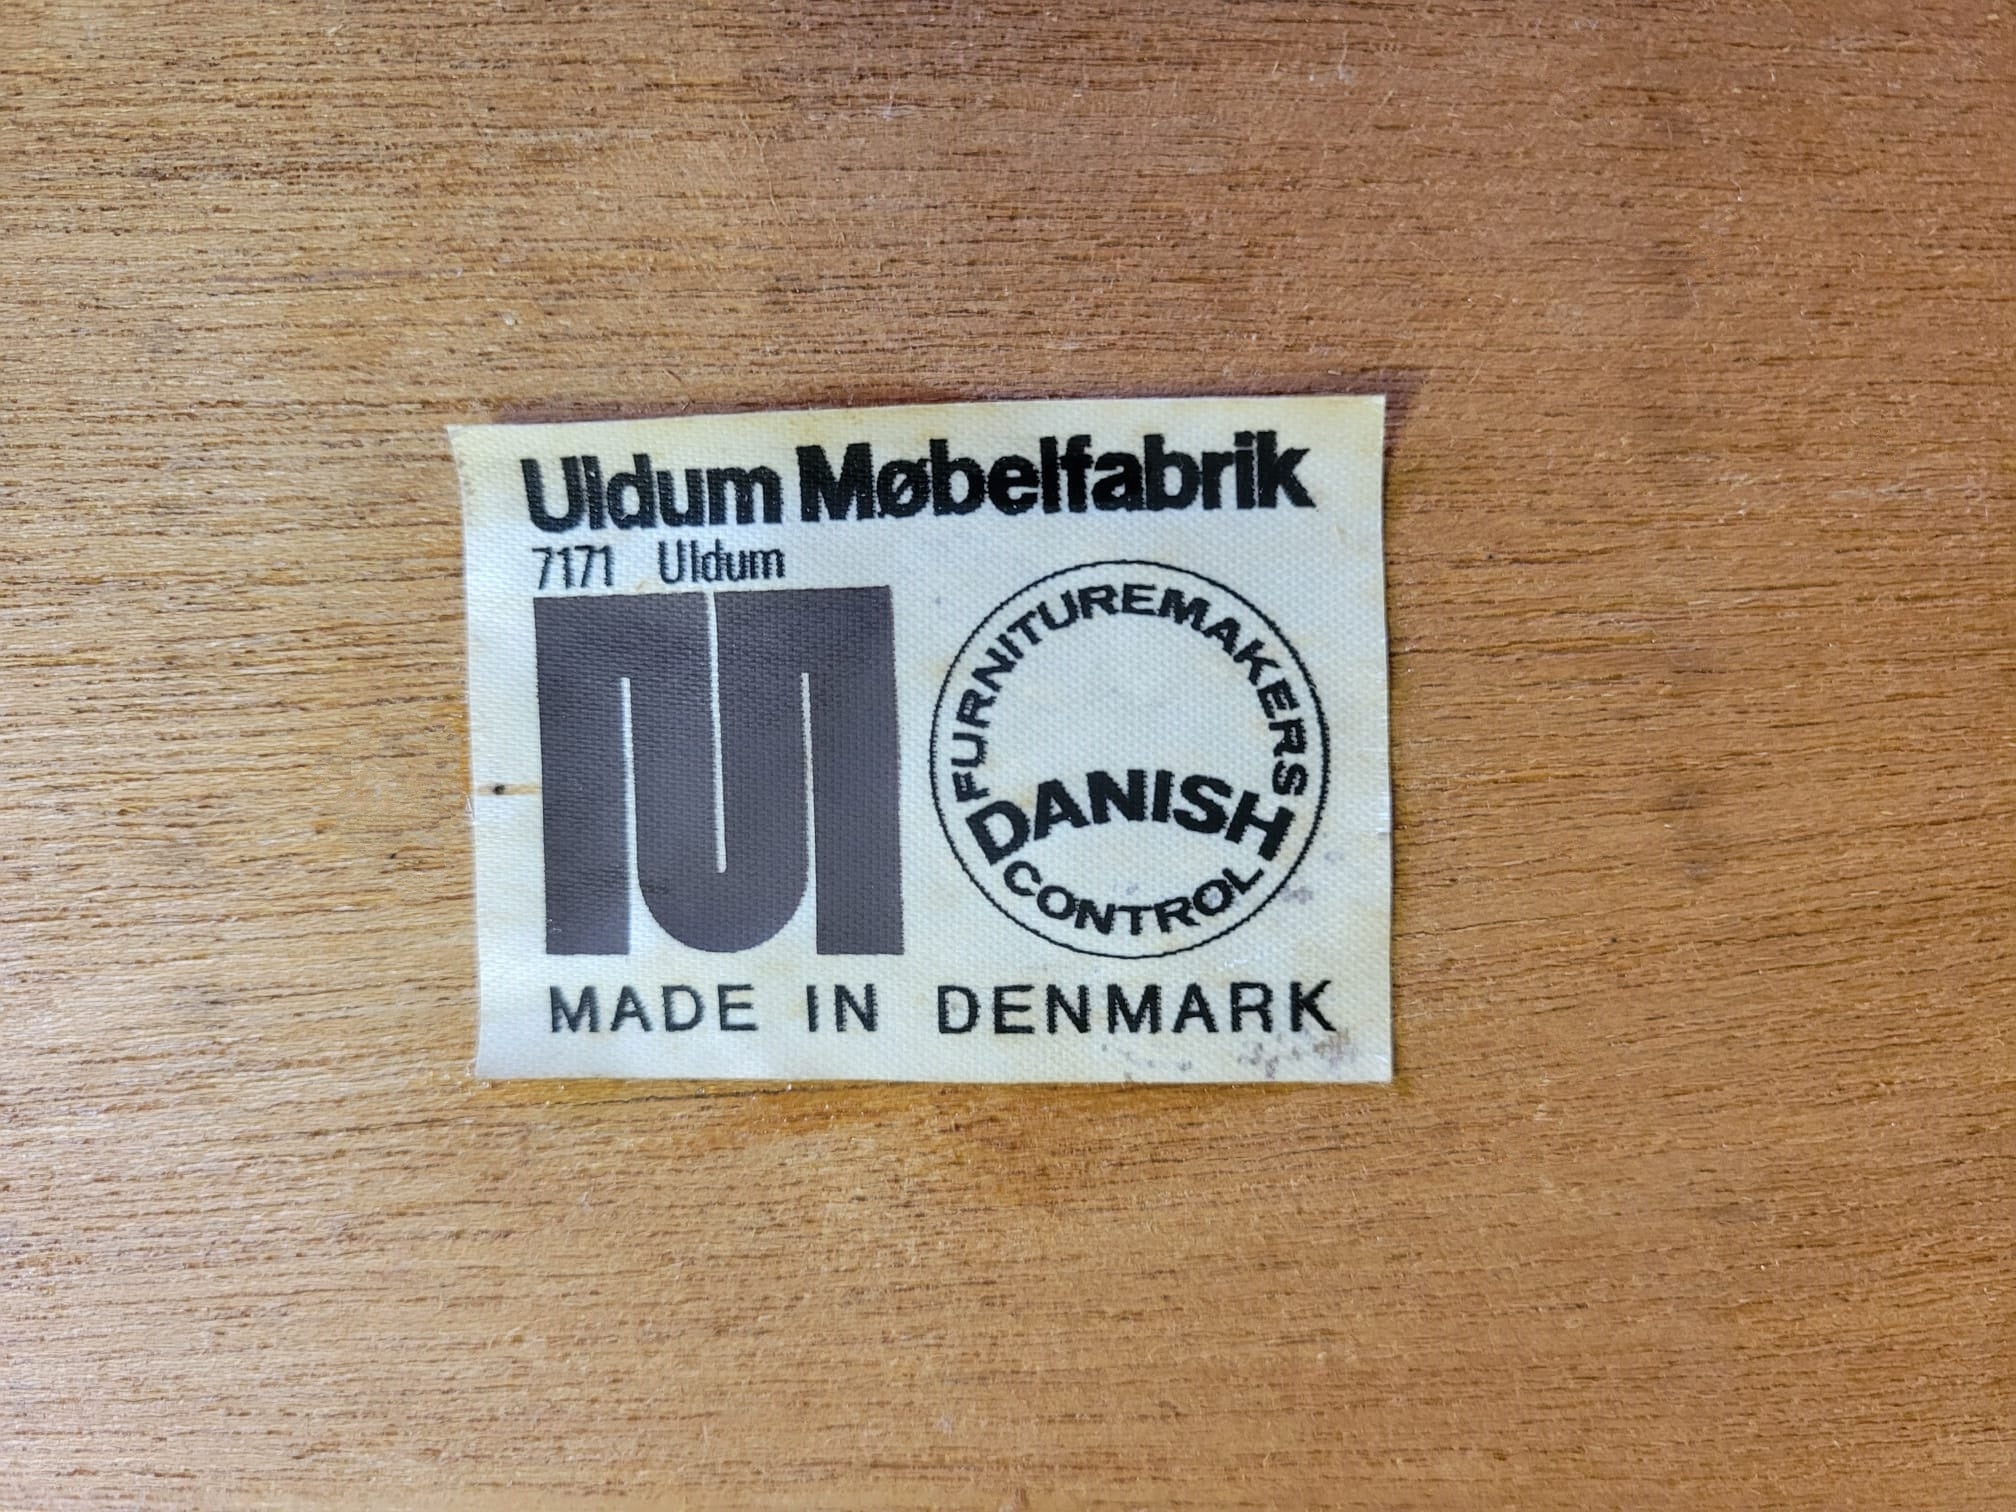 Uldum Møbelfabrik
7171 Uldum
FURNITUREMAKERS
DANISH
CONTROL
MADE IN DENMARK